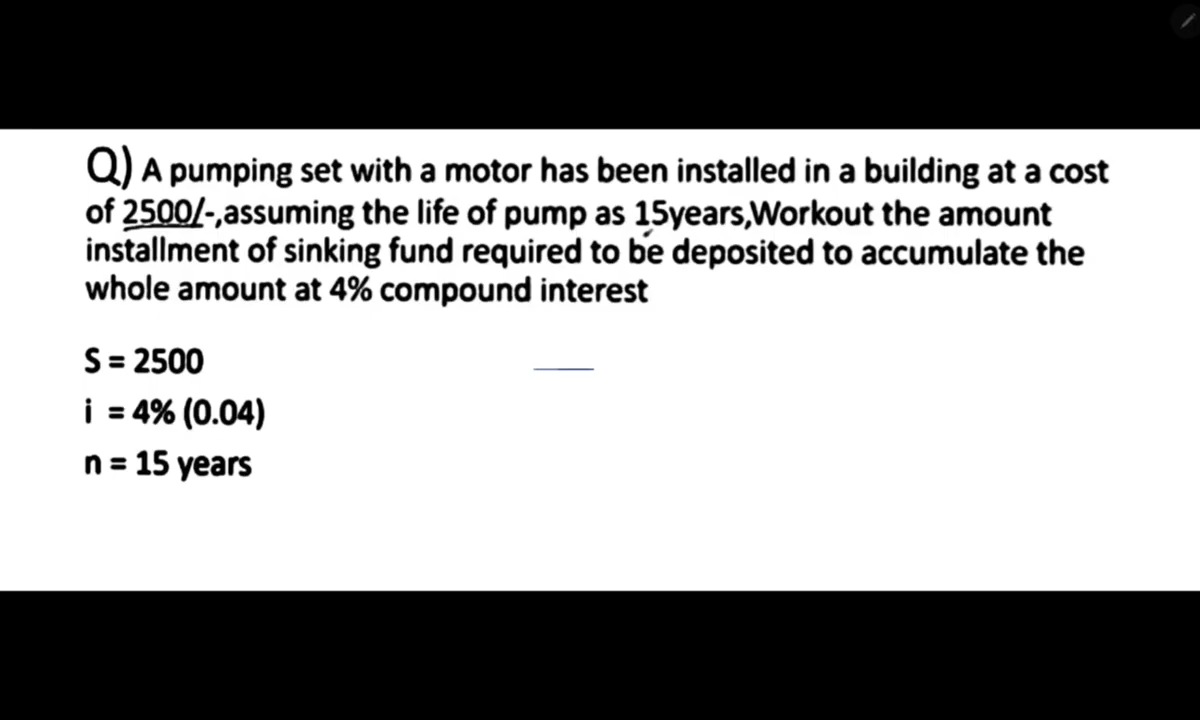 Q) A pumping set with a motor has been installed in a building at a cost
of 2500/-,assuming the life of pump as 15years,Workout the amount
installment of sinking fund required to be deposited to accumulate the
whole amount at 4% compound interest
S = 2500
i = 4% (0.04)
n = 15 years